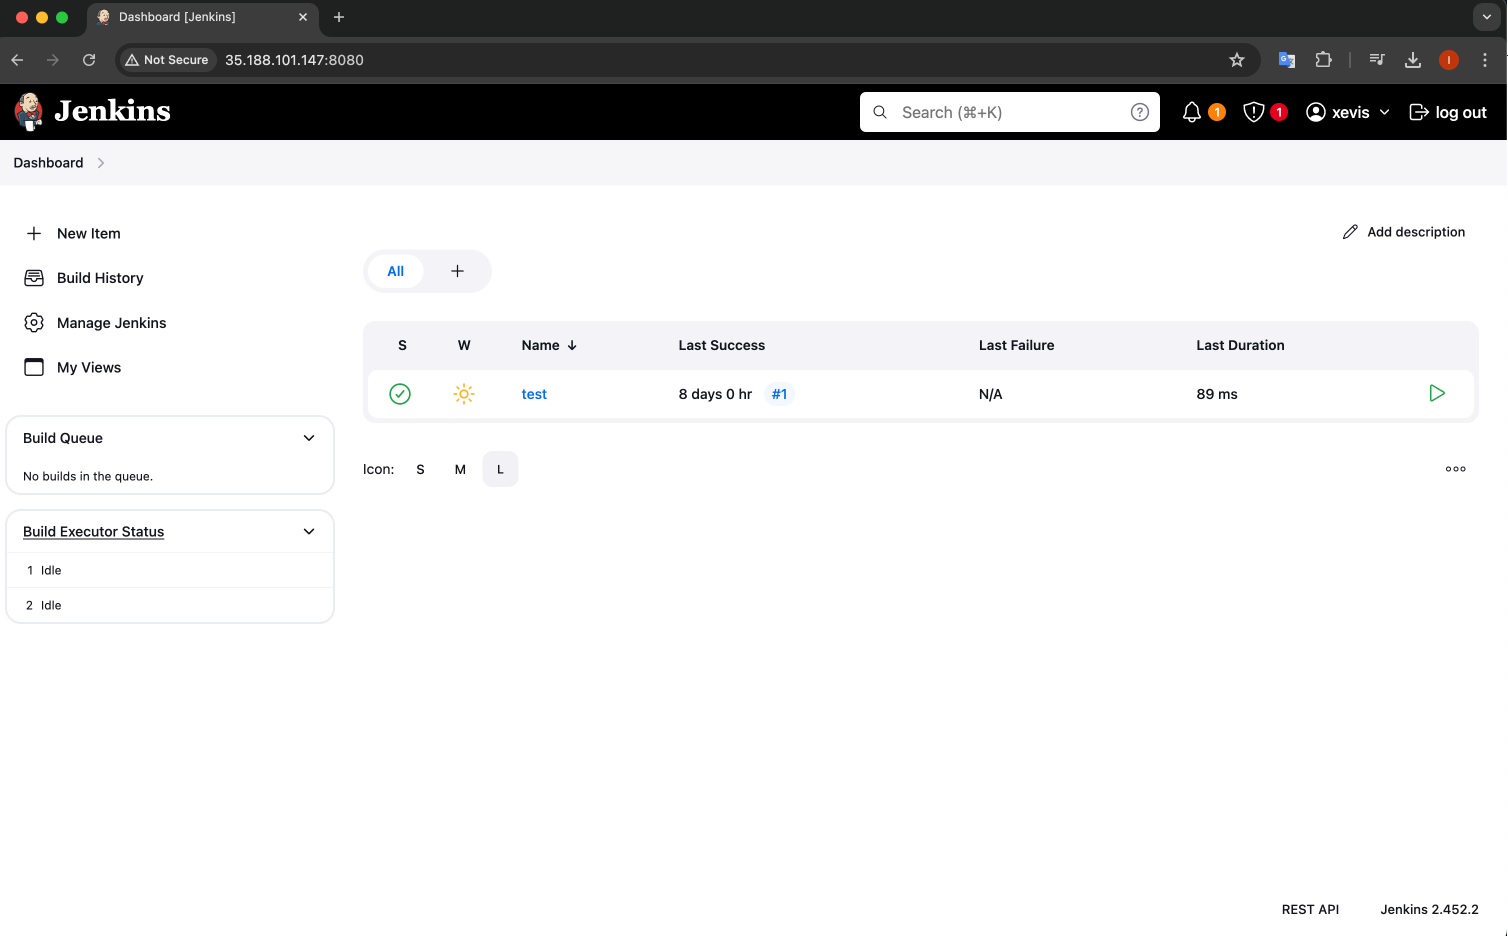 Dashboard [Jenkins]
Not Secure 35.188.101.147:8080
I
Jenkins
Search (⌘+K)
1
1
xevis
log out
Dashboard
New Item
Build History
Manage Jenkins
My Views
Build Queue
No builds in the queue.
Build Executor Status
1 Idle
2 Idle
Add description
All
S W Name ↓ Last Success Last Failure Last Duration
test 8 days 0 hr #1 N/A 89 ms
Icon: S M L
REST API Jenkins 2.452.2